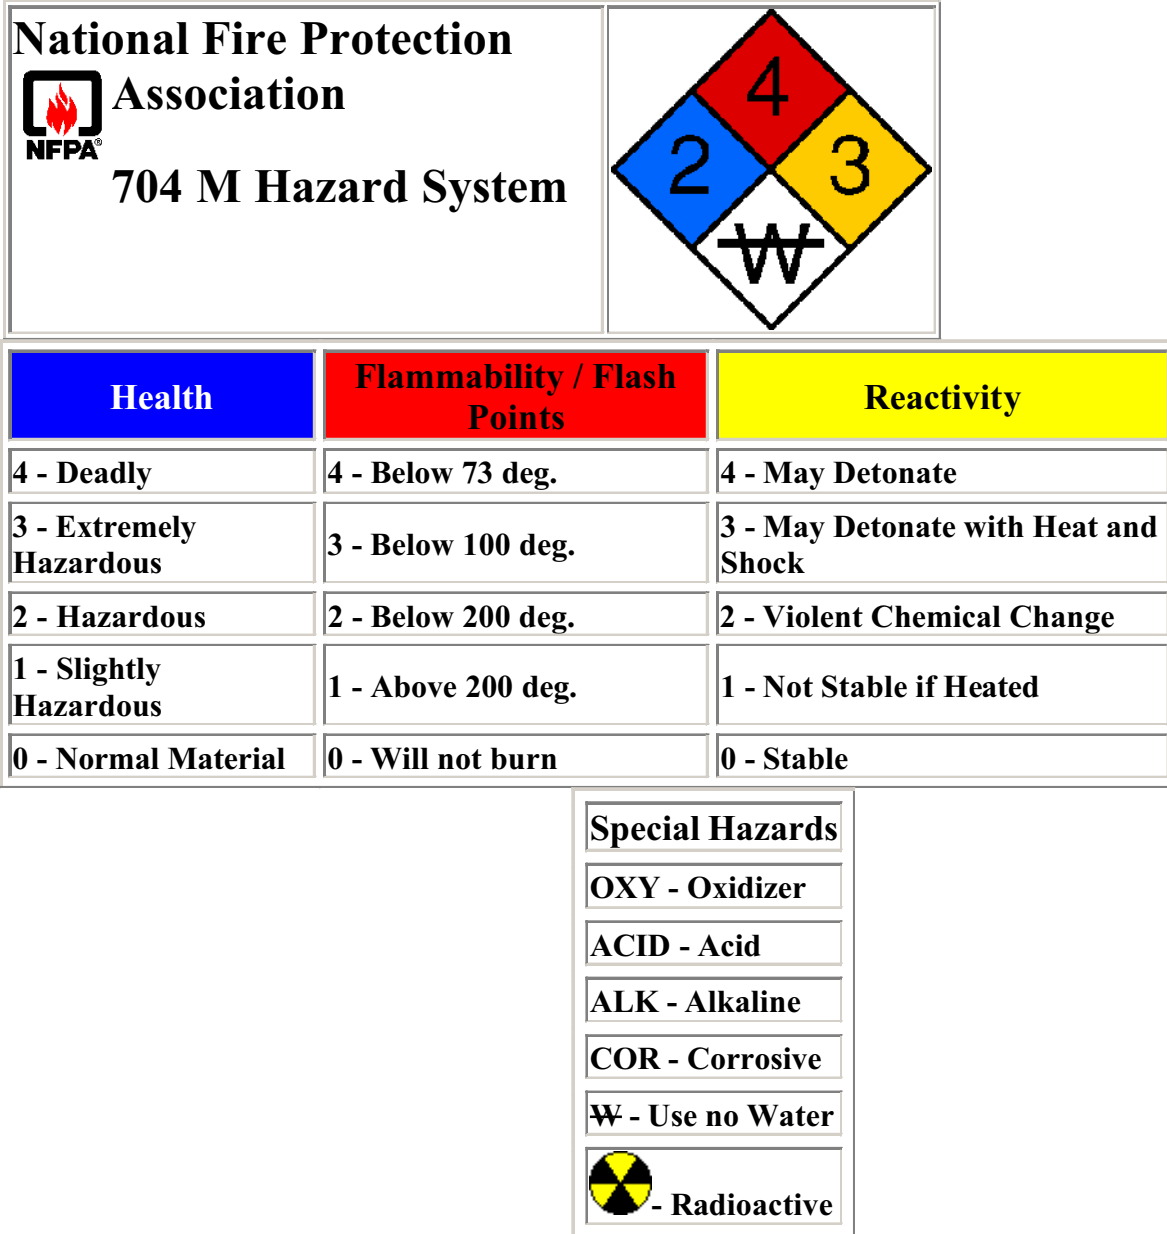 National Fire Protection
Association
NFPA®
704 M Hazard System
4
2
3
W
Health
Flammability / Flash
Points
Reactivity
4 - Deadly
4 - Below 73 deg.
4 - May Detonate
3 - Extremely
Hazardous
3 - Below 100 deg.
3 - May Detonate with Heat and
Shock
2 - Hazardous
2 - Below 200 deg.
2 - Violent Chemical Change
1 - Slightly
Hazardous
1 - Above 200 deg.
1 - Not Stable if Heated
0 - Normal Material
0 - Will not burn
0 - Stable
Special Hazards
OXY - Oxidizer
ACID - Acid
ALK - Alkaline
COR - Corrosive
W - Use no Water
- Radioactive